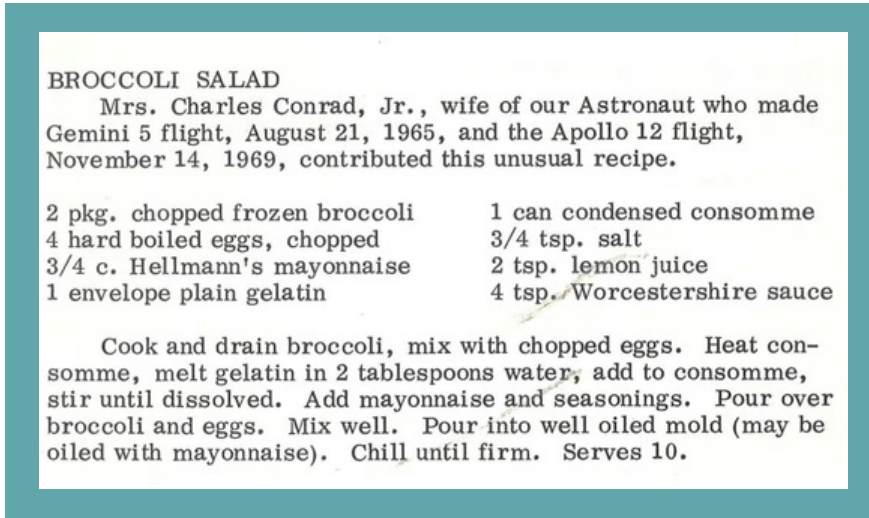 BROCCOLI SALAD
Mrs. Charles Conrad, Jr., wife of our Astronaut who made
Gemini 5 flight, August 21, 1965, and the Apollo 12 flight,
November 14, 1969, contributed this unusual recipe.
2 pkg. chopped frozen broccoli
4 hard boiled eggs, chopped
3/4 c. Hellmann's mayonnaise
1 envelope plain gelatin
1 can condensed consomme
3/4 tsp. salt
2 tsp. lemon juice
4 tsp. Worcestershire sauce
Cook and drain broccoli, mix with chopped eggs. Heat con-
somme, melt gelatin in 2 tablespoons water, add to consomme,
stir until dissolved. Add mayonnaise and seasonings. Pour over
broccoli and eggs. Mix well. Pour into well oiled mold (may be
oiled with mayonnaise). Chill until firm. Serves 10.